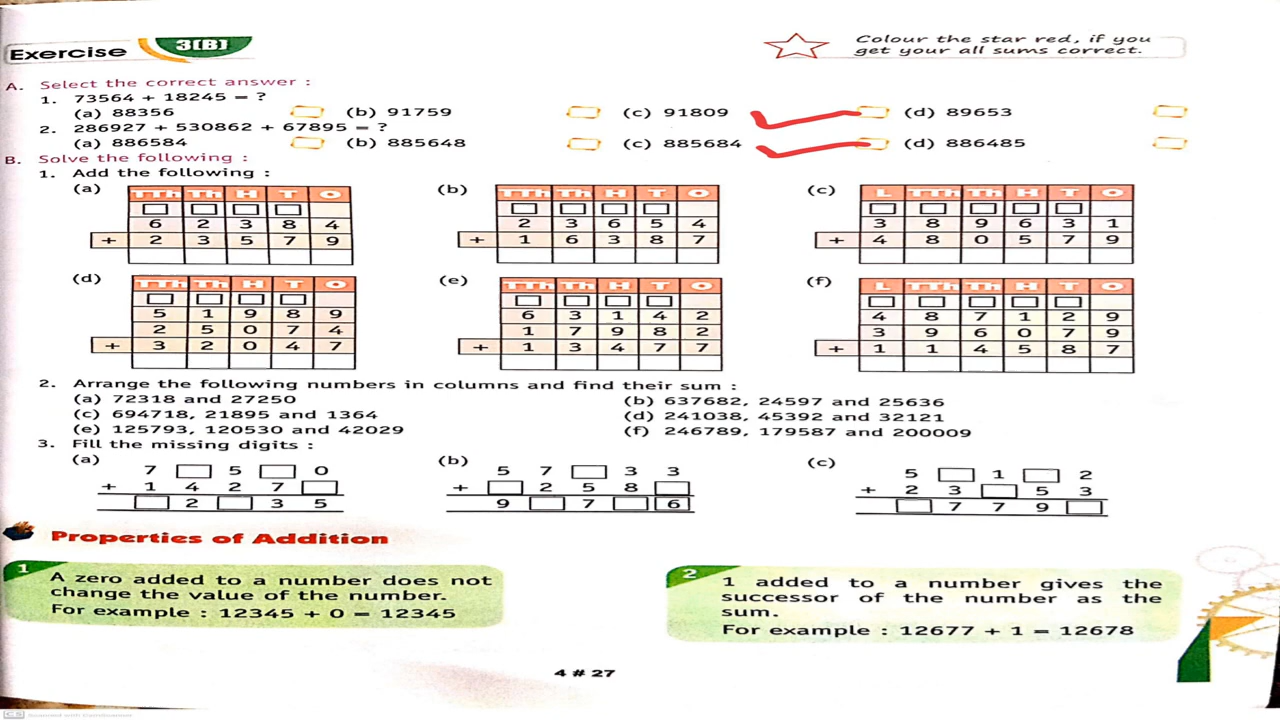 Exercise 3(B)
Colour the star red, if you
get your all sums correct.
A. Select the correct answer :
1. 73564 + 18245 = ?
(a) 88356 (b) 91759 (c) 91809 (d) 89653
2. 286927 + 530862 + 67895 = ?
(a) 886584 (b) 885648 (c) 885684 (d) 886485
B. Solve the following :
1. Add the following :
(a) (b) (c)
TTh Th H T O TTh Th H T O L TTh Th H T O
6 2 3 8 4 2 3 6 5 4 3 8 9 6 3 1
+ 2 3 5 7 9 + 1 6 3 8 7 + 4 8 0 5 7 9
(d) (e) (f)
TTh Th H T O TTh Th H T O L TTh Th H T O
5 1 9 8 9 6 3 1 4 2 4 8 7 1 2 9
2 5 0 7 4 1 7 9 8 2 3 9 6 0 7 9
+ 3 2 0 4 7 + 1 3 4 7 7 + 1 1 4 5 8 7
2. Arrange the following numbers in columns and find their sum :
(a) 72318 and 27250 (b) 637682, 24597 and 25636
(c) 694718, 21895 and 1364 (d) 241038, 45392 and 32121
(e) 125793, 120530 and 42029 (f) 246789, 179587 and 200009
3. Fill the missing digits :
(a) (b) (c)
7 5 0 5 7 3 3 5 1 2
+ 1 4 2 7 + 2 5 8 + 2 3 5 3
2 3 5 9 7 6 7 7 9
Properties of Addition
1
A zero added to a number does not
change the value of the number.
For example : 12345 + 0 = 12345
2
1 added to a number gives the
successor of the number as the
sum.
For example : 12677 + 1 = 12678
4 # 27
CS Scanned with CamScanner